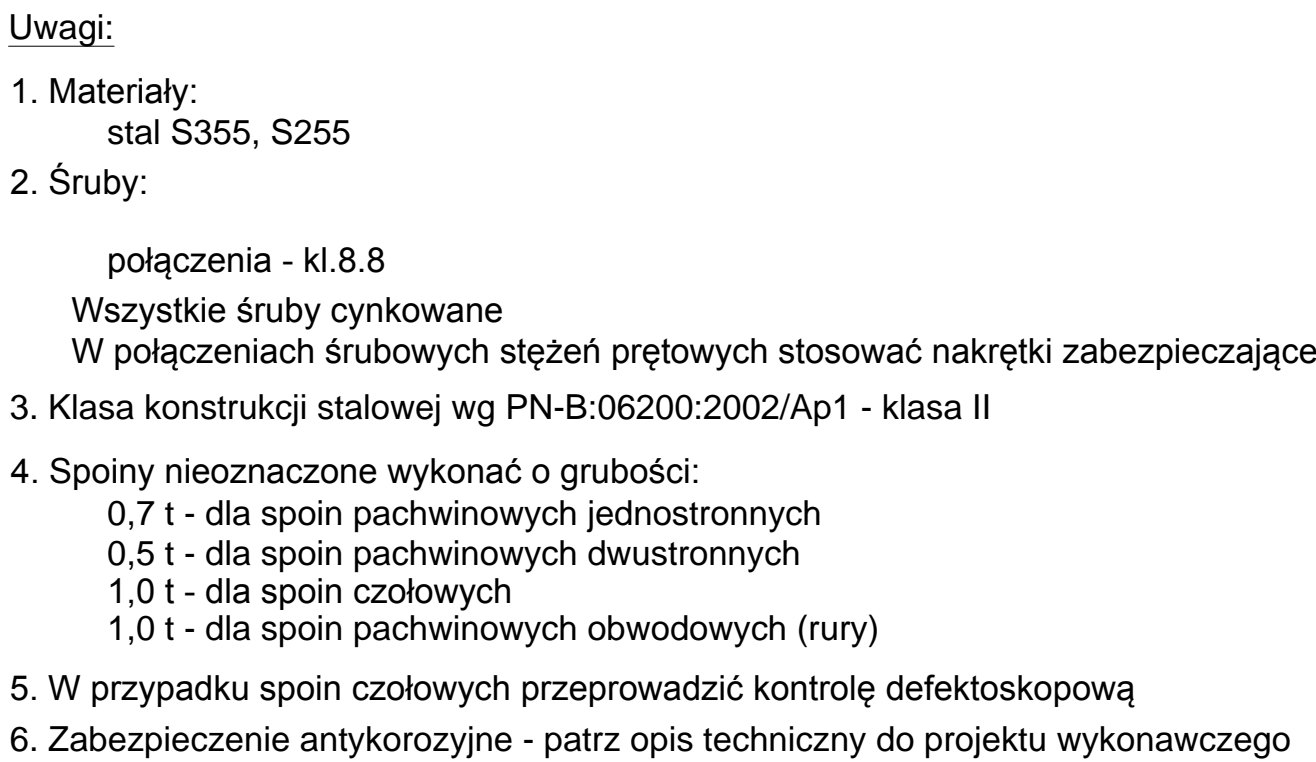 Uwagi:
1. Materiały:
stal S355, S255
2. Śruby:
połączenia - kl.8.8
Wszystkie śruby cynkowane
W połączeniach śrubowych stężeń prętowych stosować nakrętki zabezpieczające
3. Klasa konstrukcji stalowej wg PN-B:06200:2002/Ap1 - klasa II
4. Spoiny nieoznaczone wykonać o grubości:
0,7 t - dla spoin pachwinowych jednostronnych
0,5 t - dla spoin pachwinowych dwustronnych
1,0 t - dla spoin czołowych
1,0 t - dla spoin pachwinowych obwodowych (rury)
5. W przypadku spoin czołowych przeprowadzić kontrolę defektoskopową
6. Zabezpieczenie antykorozyjne - patrz opis techniczny do projektu wykonawczego